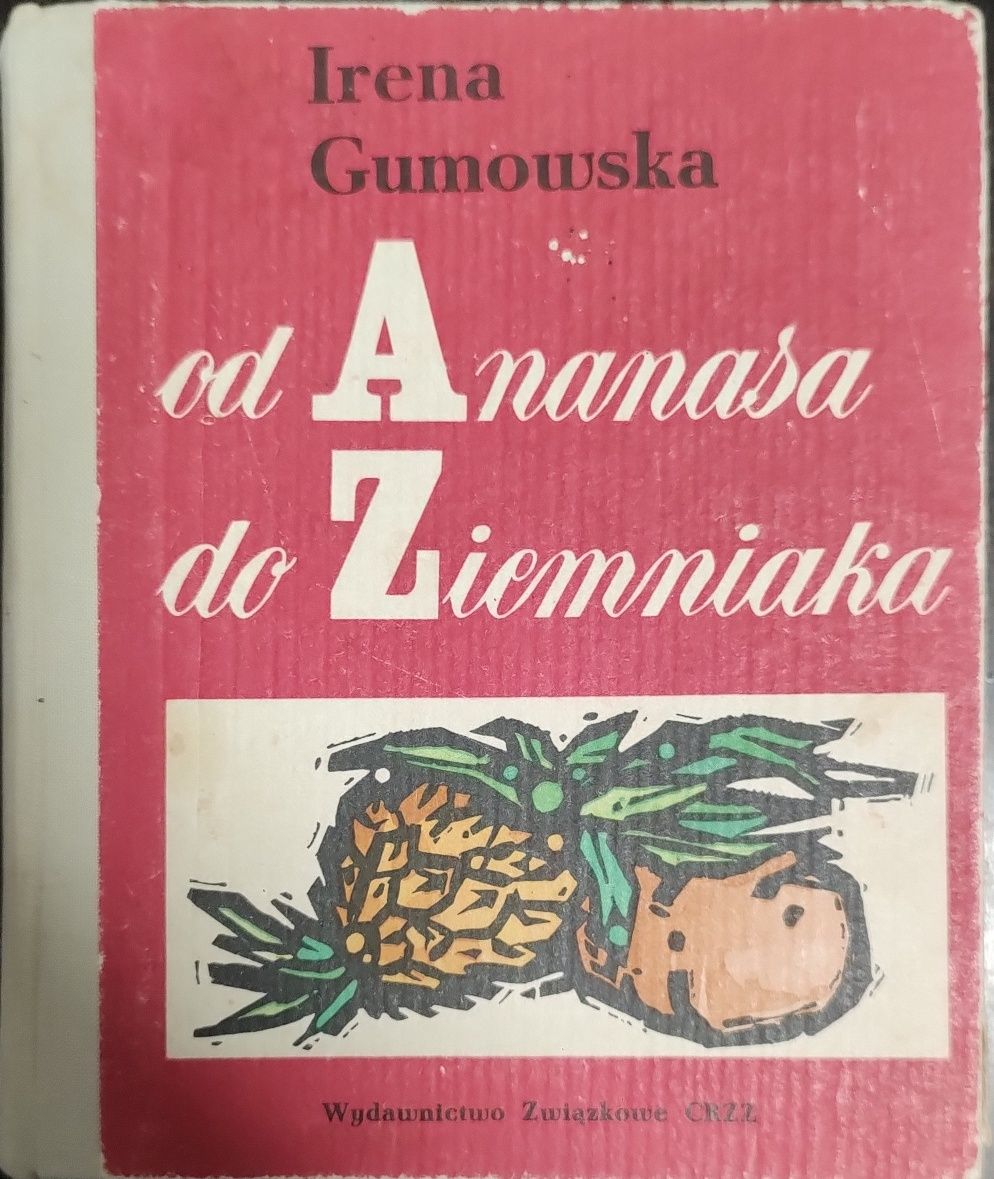 Irena
Gumowska
od Ananasa
do Ziemniaka
Wydawnictwo Związkowe CRZZ